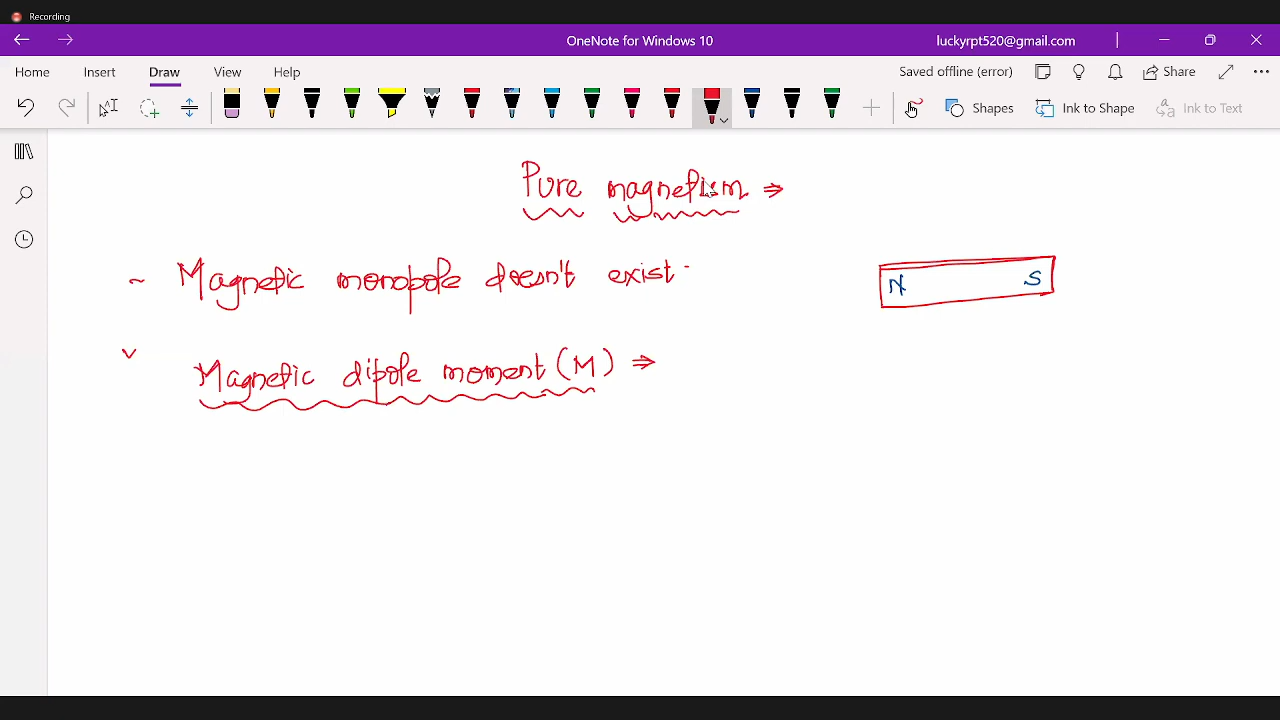 Recording
OneNote for Windows 10
luckyrpt520@gmail.com
Home Insert Draw View Help
Saved offline (error)
Share
Shapes
Ink to Shape
Ink to Text
Pure magnetism ⇒
~ Magnetic monopole doesn't exist
N S
Magnetic dipole moment (M) ⇒